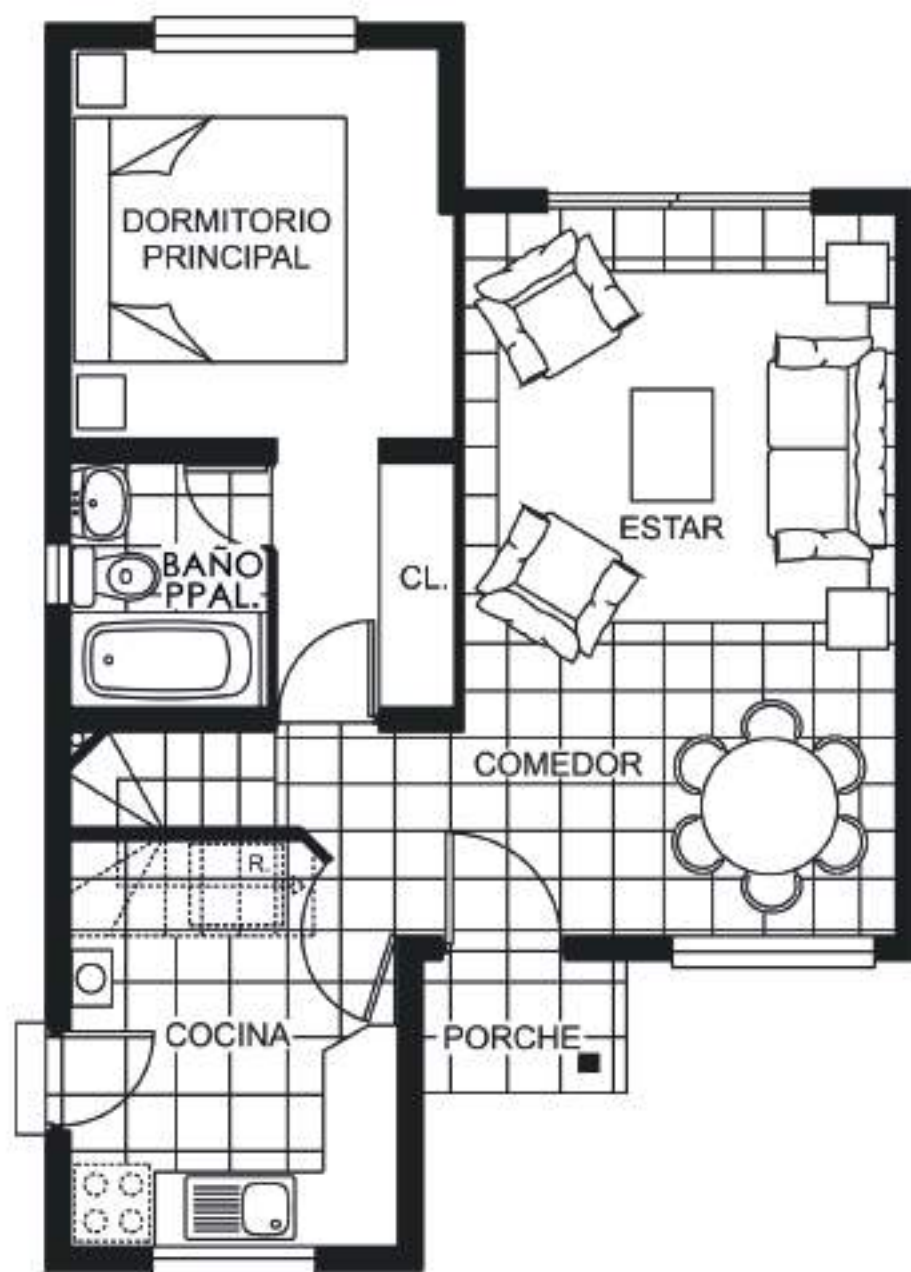 DORMITORIO
PRINCIPAL
ESTAR
BAÑO
PPAL.
CL.
COMEDOR
R.
COCINA
PORCHE